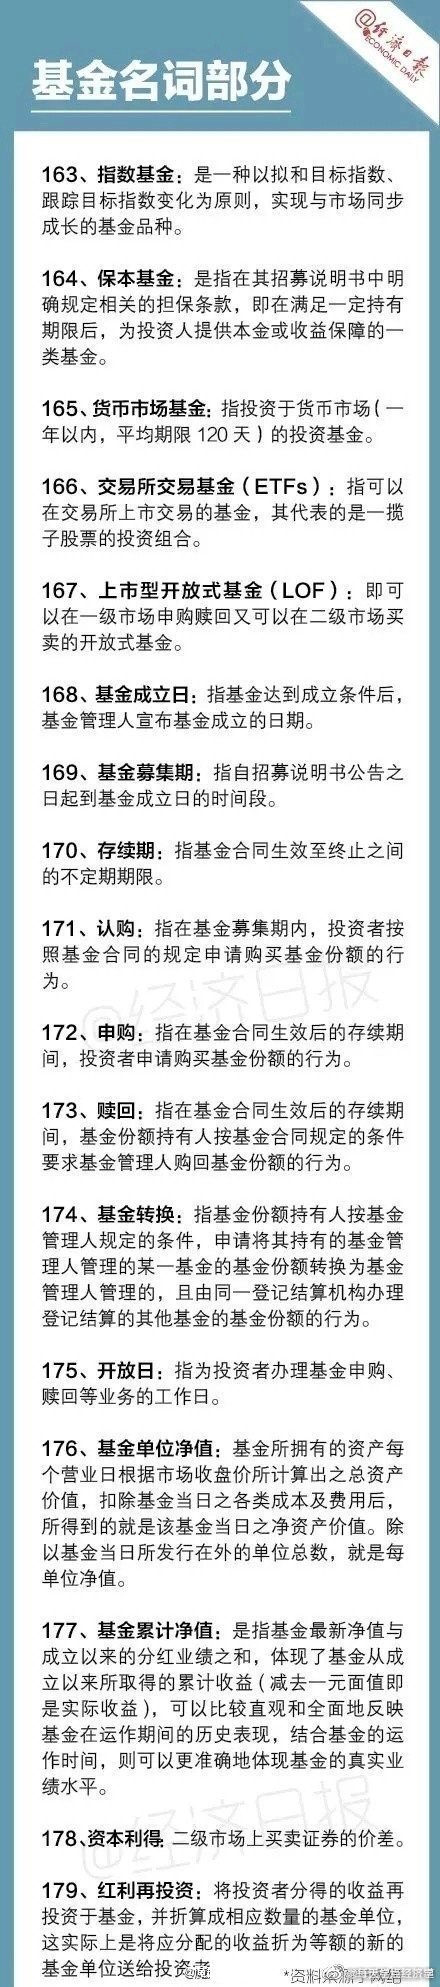 @经济日报
ECONOMIC DAILY
基金名词部分
163、指数基金：是一种以拟和目标指数、
跟踪目标指数变化为原则，实现与市场同步
成长的基金品种。
164、保本基金：是指在其招募说明书中明
确规定相关的担保条款，即在满足一定持有
期限后，为投资人提供本金或收益保障的一
类基金。
165、货币市场基金：指投资于货币市场（一
年以内，平均期限 120 天）的投资基金。
166、交易所交易基金（ETFs）：指可以
在交易所上市交易的基金，其代表的是一揽
子股票的投资组合。
167、上市型开放式基金（LOF）：即可
以在一级市场申购赎回又可以在二级市场买
卖的开放式基金。
168、基金成立日：指基金达到成立条件后，
基金管理人宣布基金成立的日期。
169、基金募集期：指自招募说明书公告之
日起到基金成立日的时间段。
170、存续期：指基金合同生效至终止之间
的不定期期限。
171、认购：指在基金募集期内，投资者按
照基金合同的规定申请购买基金份额的行
为。
@经济日报
172、申购：指在基金合同生效后的存续期
间，投资者申请购买基金份额的行为。
173、赎回：指在基金合同生效后的存续期
间，基金份额持有人按基金合同规定的条件
要求基金管理人购回基金份额的行为。
174、基金转换：指基金份额持有人按基金
管理人规定的条件，申请将其持有的基金管
理人管理的某一基金的基金份额转换为基金
管理人管理的，且由同一登记结算机构办理
登记结算的其他基金的基金份额的行为。
175、开放日：指为投资者办理基金申购、
赎回等业务的工作日。
176、基金单位净值：基金所拥有的资产每
个营业日根据市场收盘价所计算出之总资产
价值，扣除基金当日之各类成本及费用后，
所得到的就是该基金当日之净资产价值。除
以基金当日所发行在外的单位总数，就是每
单位净值。
177、基金累计净值：是指基金最新净值与
成立以来的分红业绩之和，体现了基金从成
立以来所取得的累计收益（减去一元面值即
是实际收益），可以比较直观和全面地反映
基金在运作期间的历史表现，结合基金的运
作时间，则可以更准确地体现基金的真实业
绩水平。
@经济日报
178、资本利得：二级市场上买卖证券的价差。
179、红利再投资：将投资者分得的收益再
投资于基金，并折算成相应数量的基金单位，
这实际上是将应分配的收益折为等额的新的
基金单位送给投资
*资料来源于网络